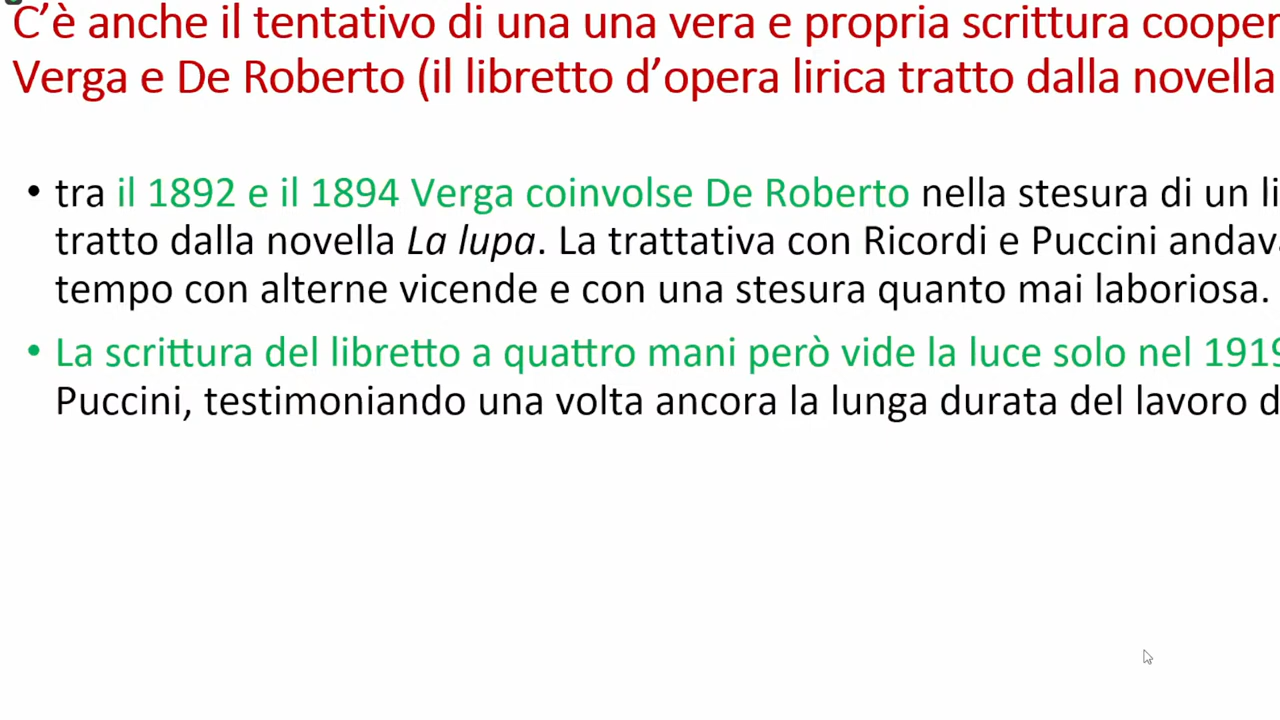 C’è anche il tentativo di una una vera e propria scrittura cooper
Verga e De Roberto (il libretto d’opera lirica tratto dalla novella
• tra il 1892 e il 1894 Verga coinvolse De Roberto nella stesura di un li
tratto dalla novella La lupa. La trattativa con Ricordi e Puccini andav
tempo con alterne vicende e con una stesura quanto mai laboriosa.
• La scrittura del libretto a quattro mani però vide la luce solo nel 1919
Puccini, testimoniando una volta ancora la lunga durata del lavoro d